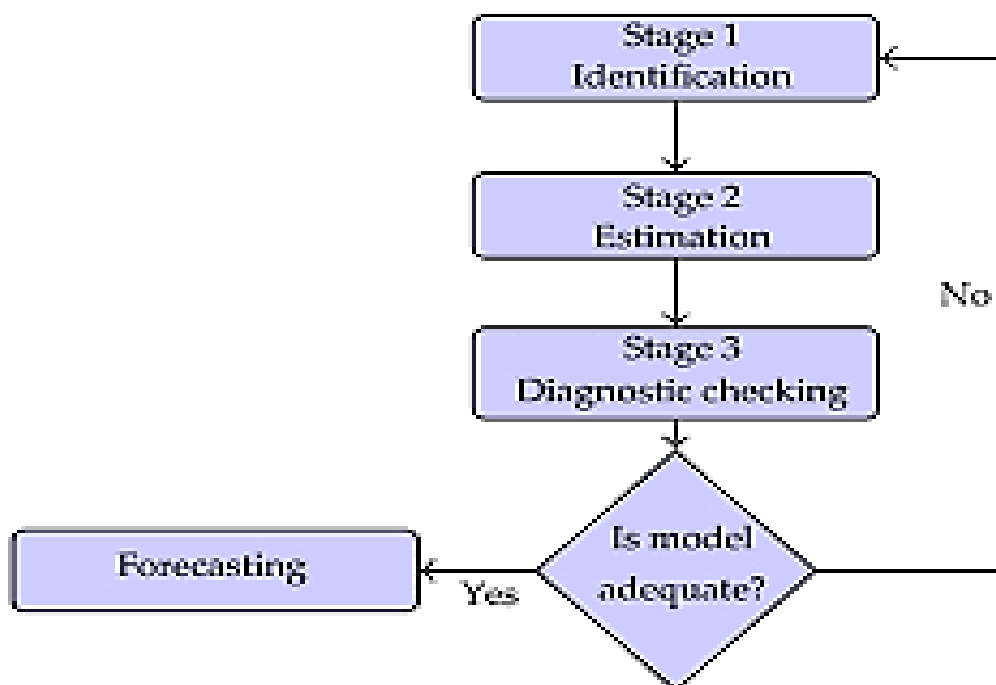 Stage 1
Identification
Stage 2
Estimation
No
Stage 3
Diagnostic checking
Is model
adequate?
Forecasting
Yes